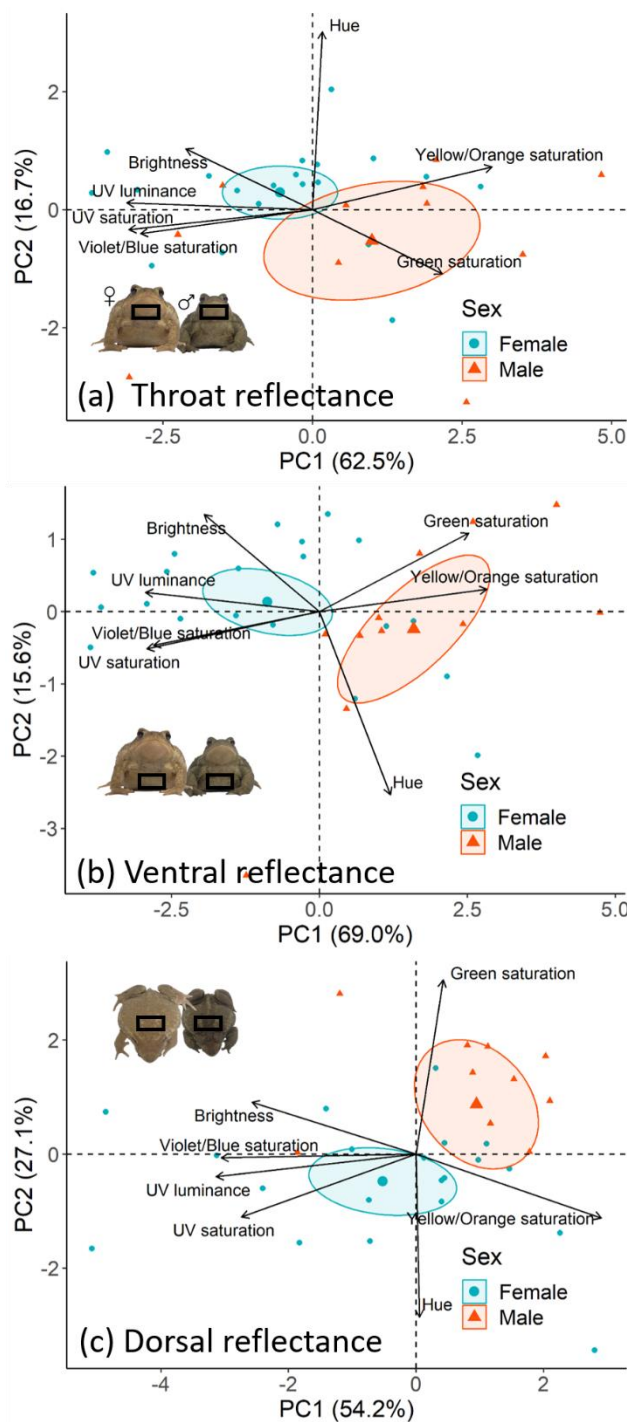 Hue
Yellow/Orange saturation
Brightness
UV luminance
UV saturation
Violet/Blue saturation
Green saturation
PC2 (16.7%)
2
0
-2
♀ ♂
Sex
Female
Male
(a) Throat reflectance
-2.5 0.0 2.5 5.0
PC1 (62.5%)
Brightness
Green saturation
UV luminance
Yellow/Orange saturation
Violet/Blue saturation
UV saturation
Hue
PC2 (15.6%)
1
0
-1
-2
-3
Sex
Female
Male
(b) Ventral reflectance
-2.5 0.0 2.5 5.0
PC1 (69.0%)
Green saturation
Brightness
Violet/Blue saturation
UV luminance
UV saturation
Yellow/Orange saturation
Hue
PC2 (27.1%)
2
0
-2
Sex
Female
Male
(c) Dorsal reflectance
-4 -2 0 2
PC1 (54.2%)